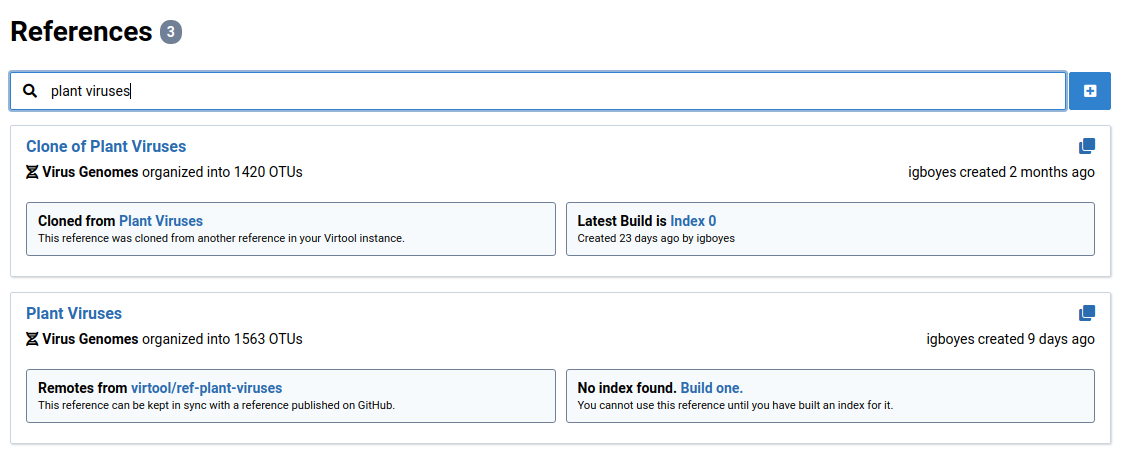 References 3
plant viruses
Clone of Plant Viruses
Virus Genomes organized into 1420 OTUs
igboyes created 2 months ago
Cloned from Plant Viruses
This reference was cloned from another reference in your Virtool instance.
Latest Build is Index 0
Created 23 days ago by igboyes
Plant Viruses
Virus Genomes organized into 1563 OTUs
igboyes created 9 days ago
Remotes from virtool/ref-plant-viruses
This reference can be kept in sync with a reference published on GitHub.
No index found. Build one.
You cannot use this reference until you have built an index for it.